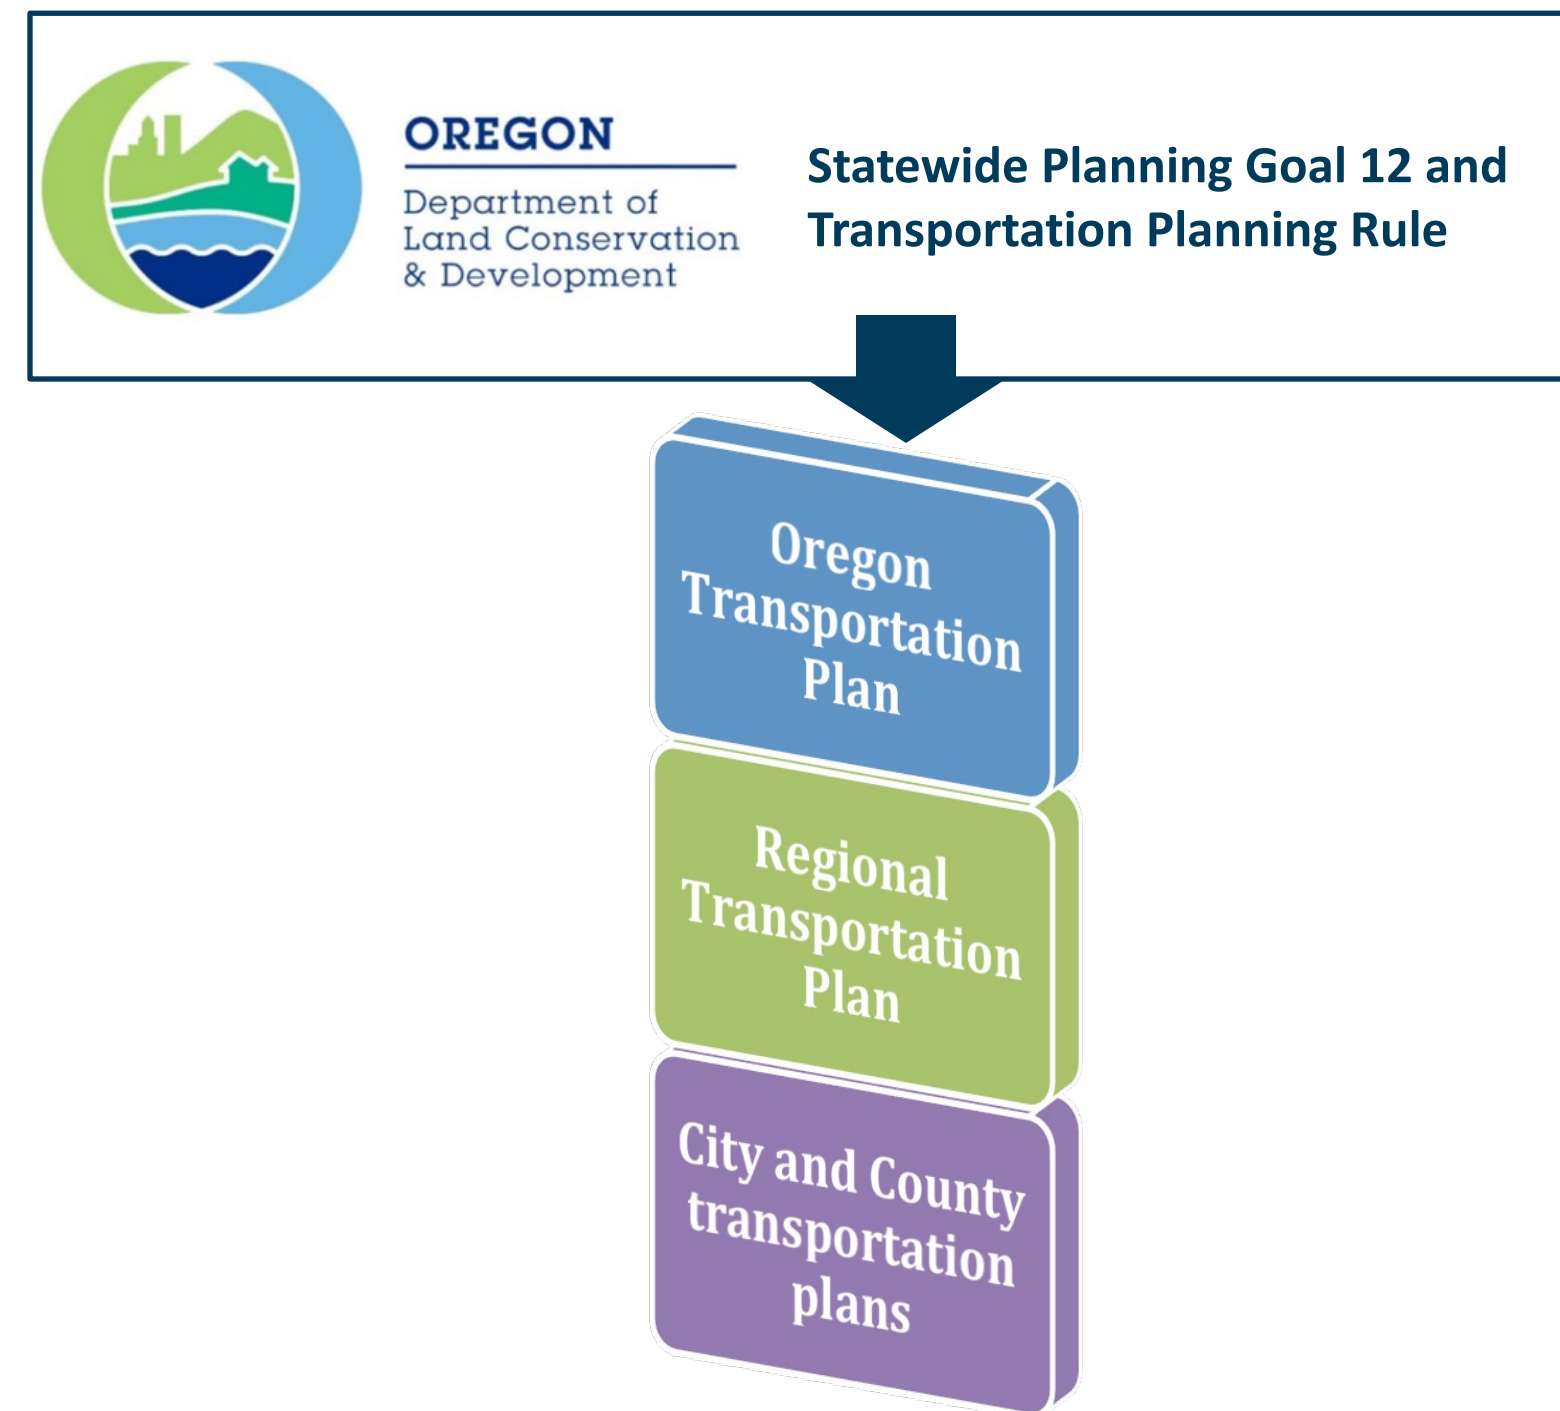 OREGON
Department of
Land Conservation
& Development
Statewide Planning Goal 12 and
Transportation Planning Rule
Oregon
Transportation
Plan
Regional
Transportation
Plan
City and County
transportation
plans